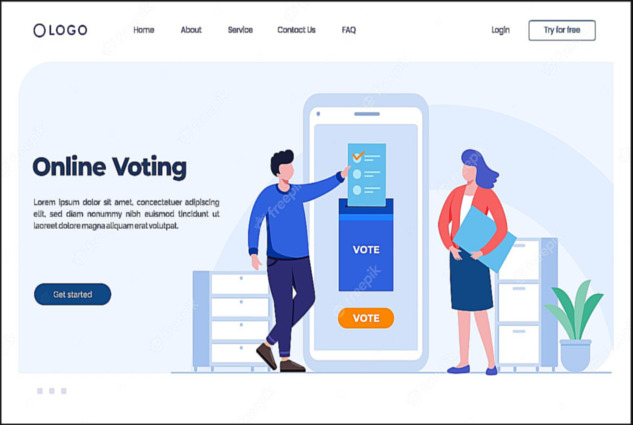 LOGO
Home About Service Contact Us FAQ Login Try for free
Online Voting
Lorem ipsum dolor sit amet, concectetuer adipiscing
elit, sed diam nonummy nibh euismod tincidunt ut
laoreet dolore magna aliquam erat volutpat.
Get started
VOTE
VOTE
freepik
freepik
freepik